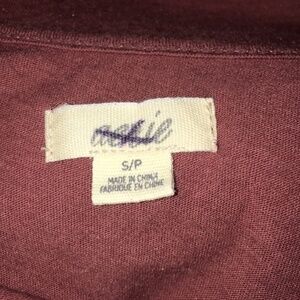 aerie
S/P
MADE IN CHINA
FABRIQUÉ EN CHINE